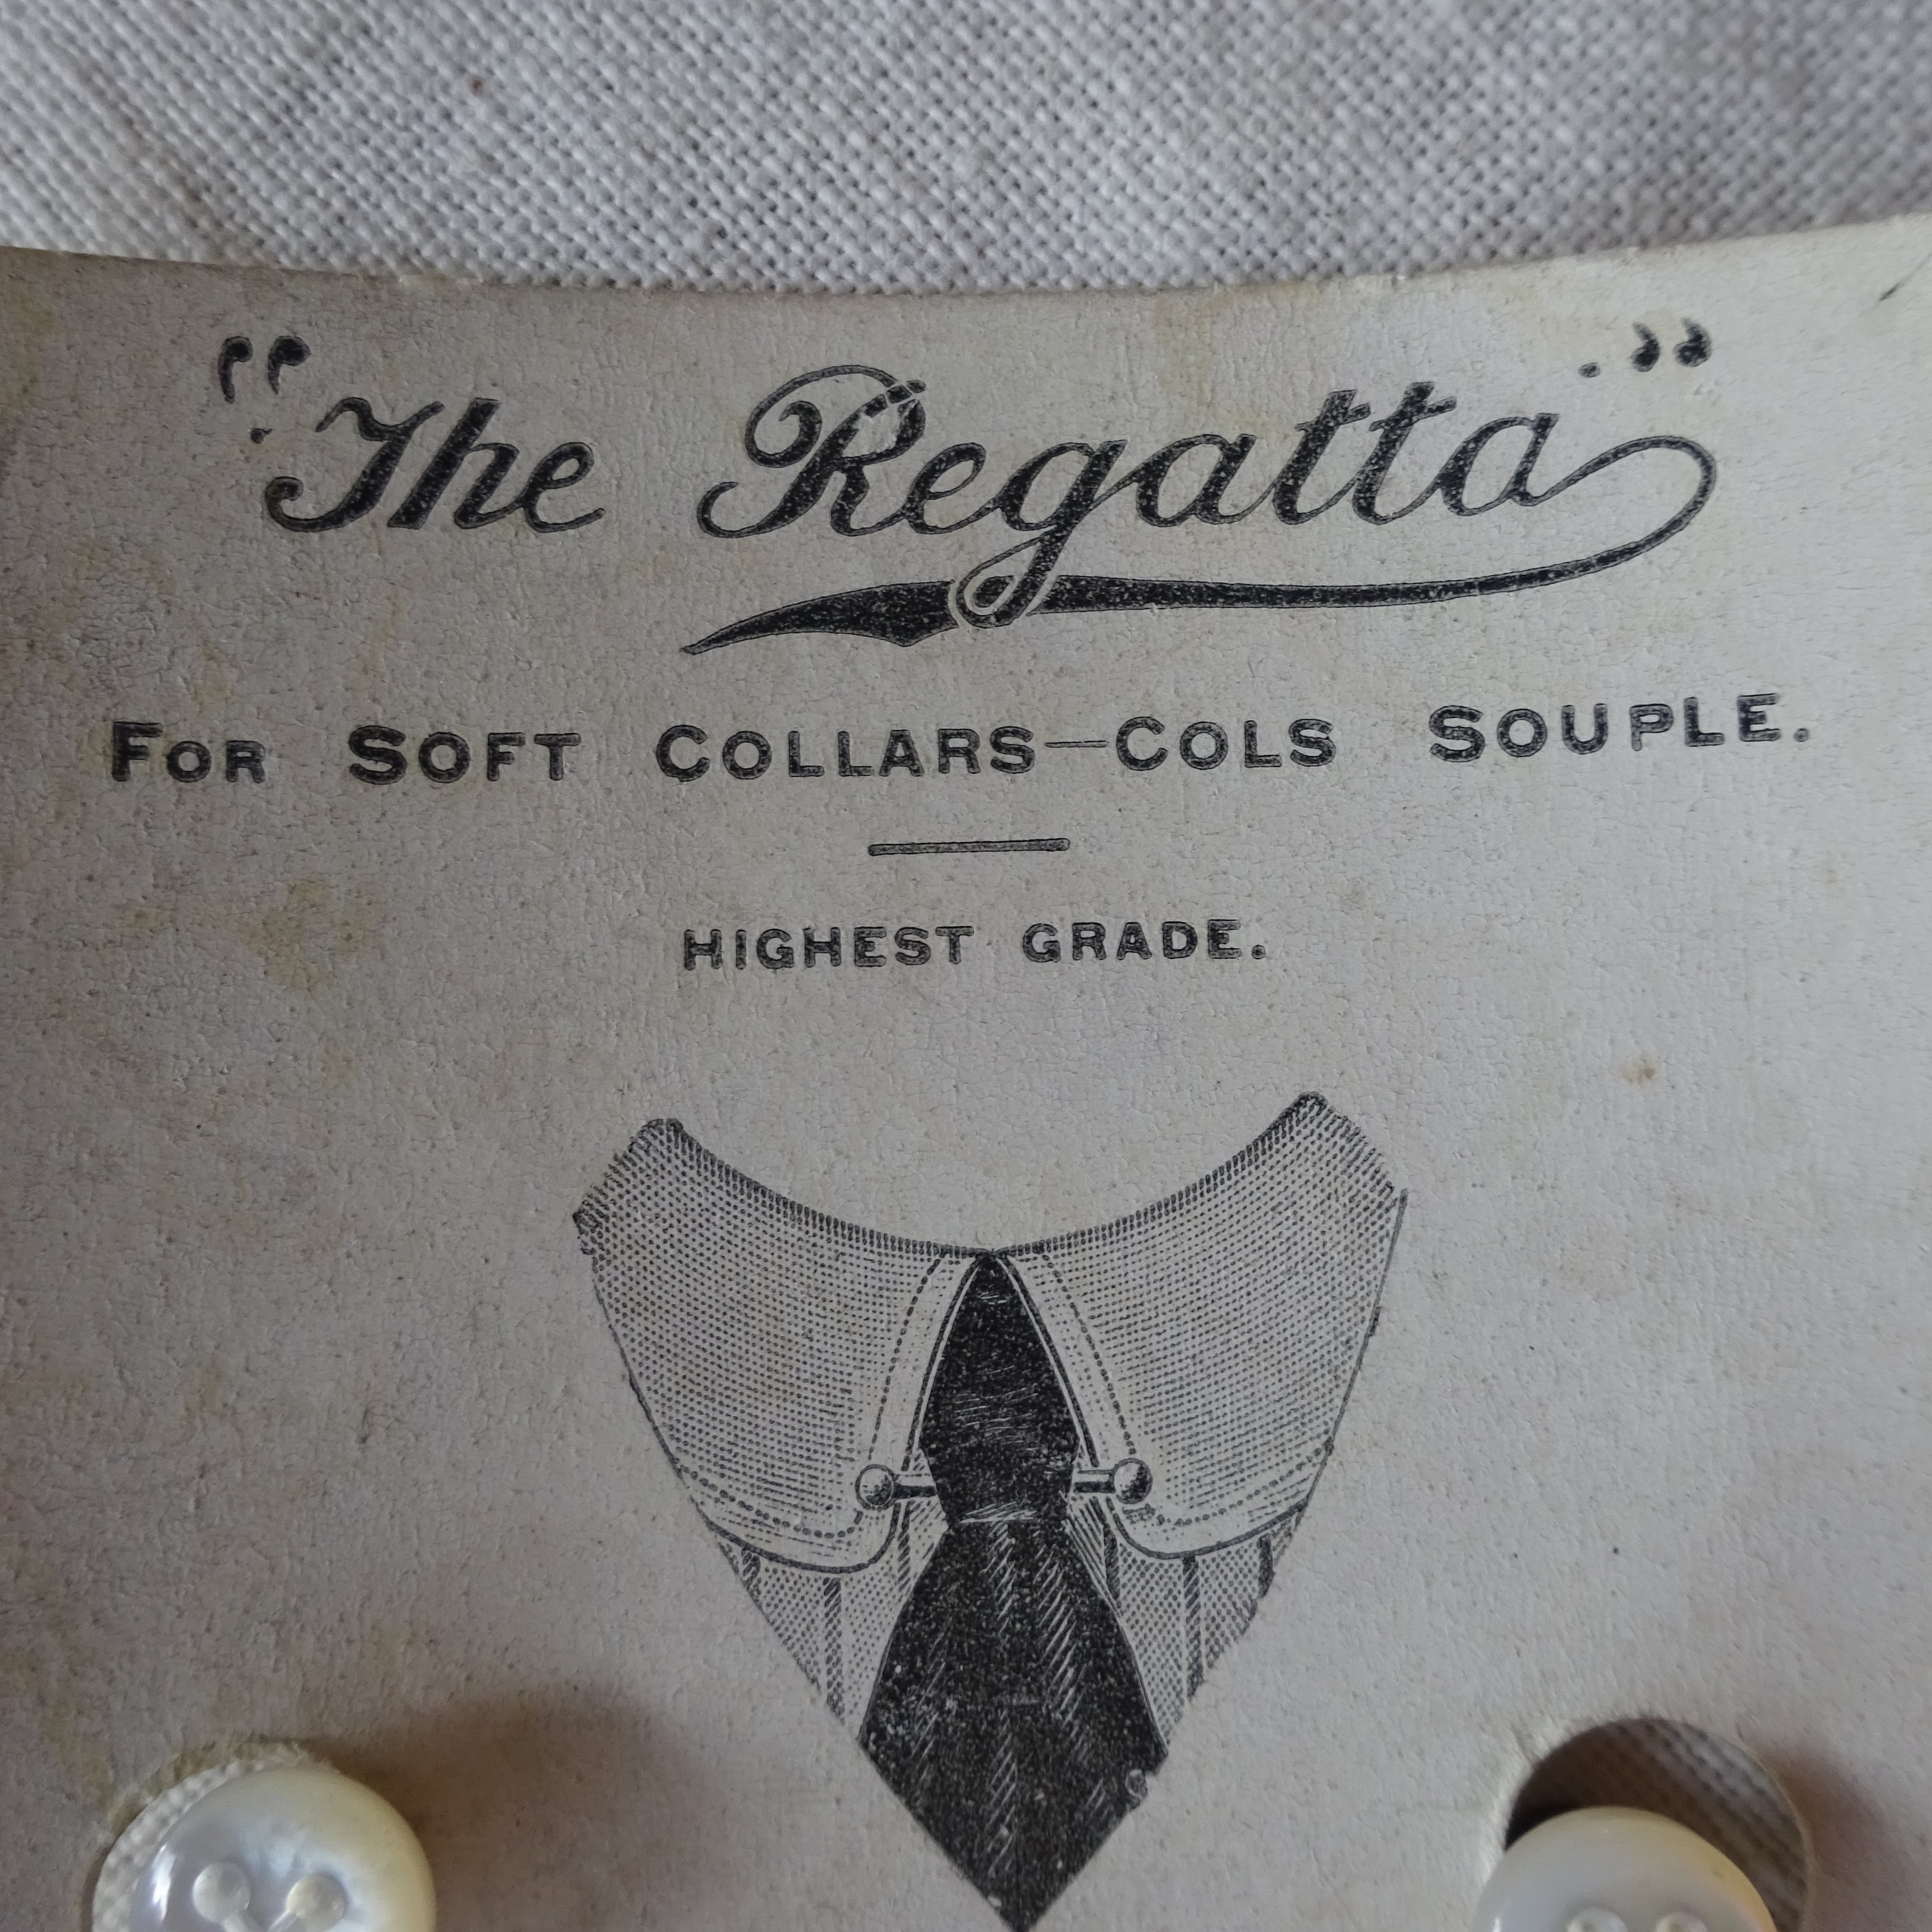 "The Regatta."
FOR SOFT COLLARS—COLS SOUPLE.
HIGHEST GRADE.